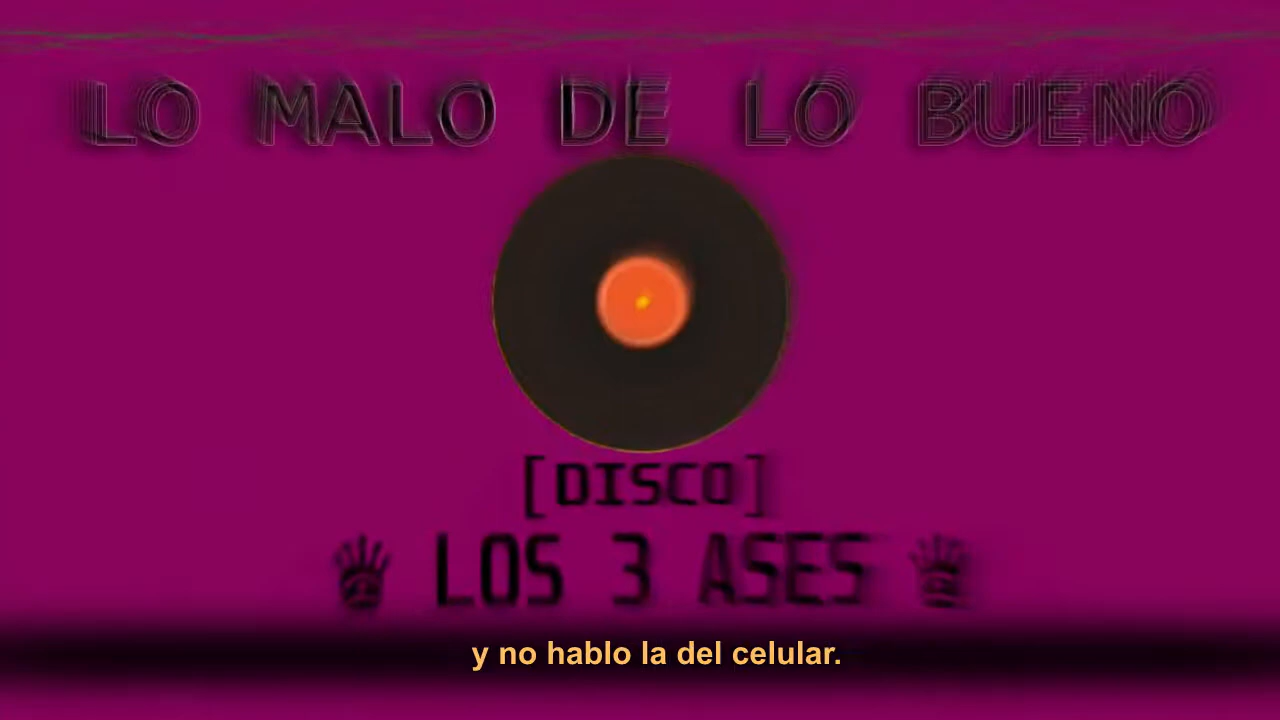 LO MALO DE LO BUENO
[DISCO]
♛ LOS 3 ASES ♛
y no hablo la del celular.